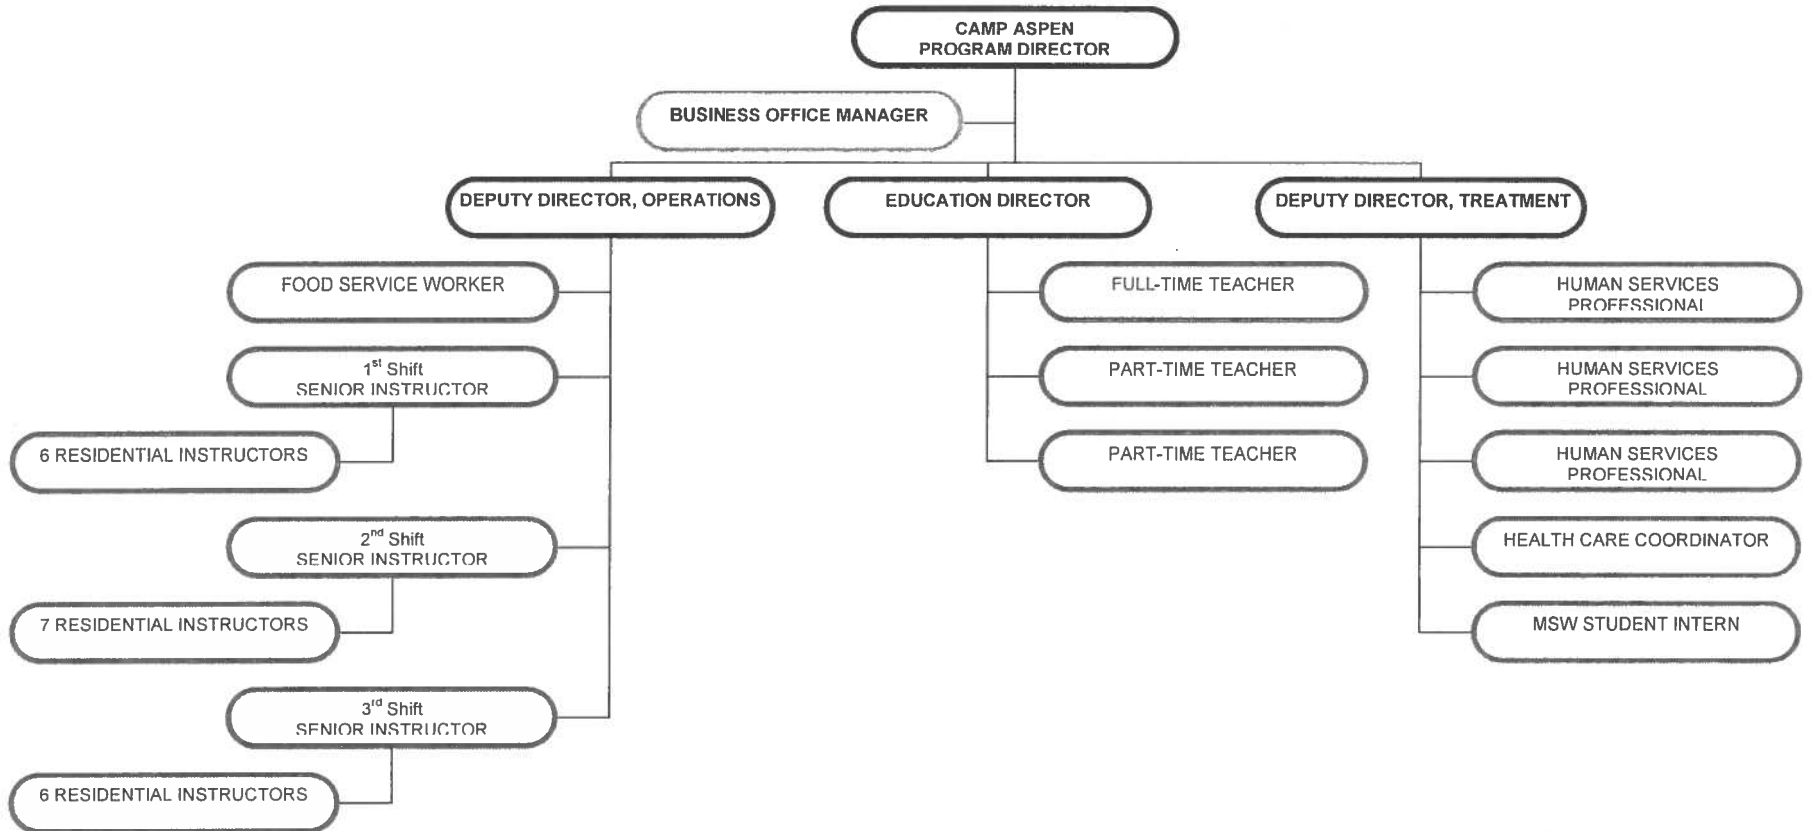 CAMP ASPEN
PROGRAM DIRECTOR
BUSINESS OFFICE MANAGER
DEPUTY DIRECTOR, OPERATIONS
EDUCATION DIRECTOR
DEPUTY DIRECTOR, TREATMENT
FOOD SERVICE WORKER
1st Shift
SENIOR INSTRUCTOR
6 RESIDENTIAL INSTRUCTORS
2nd Shift
SENIOR INSTRUCTOR
7 RESIDENTIAL INSTRUCTORS
3rd Shift
SENIOR INSTRUCTOR
6 RESIDENTIAL INSTRUCTORS
FULL-TIME TEACHER
PART-TIME TEACHER
PART-TIME TEACHER
HUMAN SERVICES
PROFESSIONAL
HUMAN SERVICES
PROFESSIONAL
HUMAN SERVICES
PROFESSIONAL
HEALTH CARE COORDINATOR
MSW STUDENT INTERN